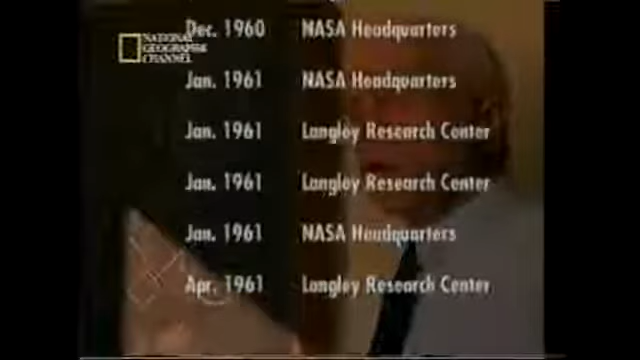 Dec. 1960 NASA Headquarters
NATIONAL
GEOGRAPHIC
CHANNEL
Jan. 1961 NASA Headquarters
Jan. 1961 Langley Research Center
Jan. 1961 Langley Research Center
Jan. 1961 NASA Headquarters
Apr. 1961 Langley Research Center